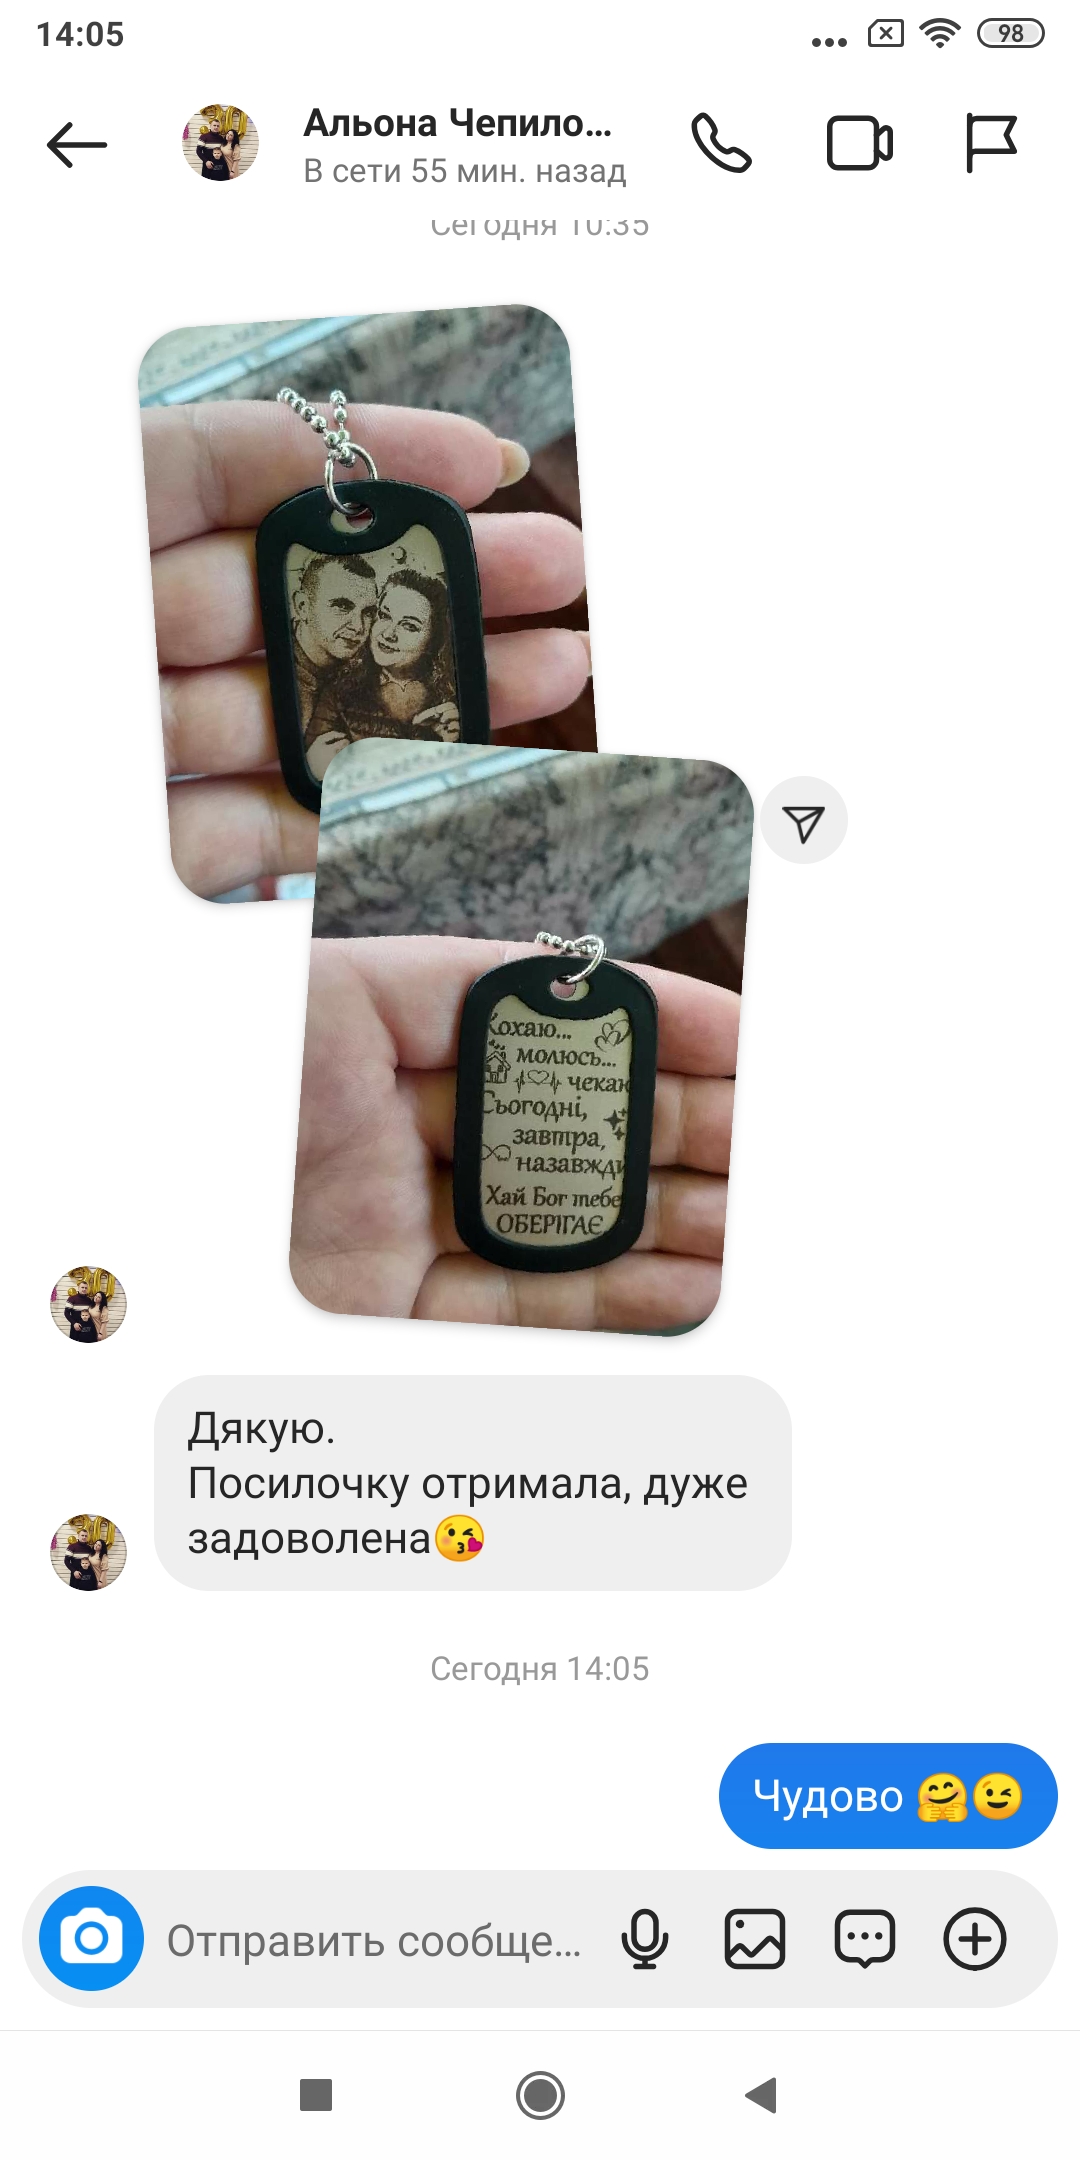 14:05
98
Альона Чепило...
В сети 55 мин. назад
Сегодня 10:35
Кохаю...
молюсь...
чекаю
Сьогодні,
завтра,
назавжди
Хай Бог тебе
ОБЕРІГАЄ
Дякую.
Посилочку отримала, дуже
задоволена😘
Сегодня 14:05
Чудово 🤗😉
Отправить сообще...